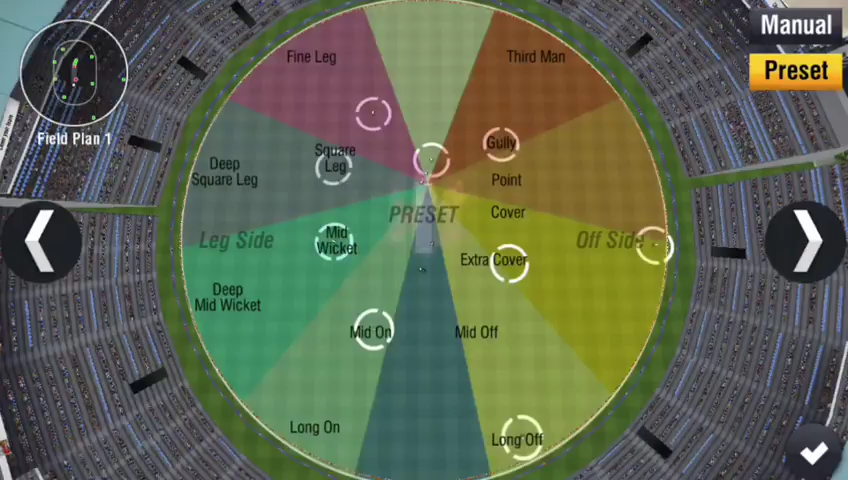 Manual
Preset
Field Plan 1
Fine Leg
Third Man
Gully
Square
Leg
Deep
Square Leg
Point
Cover
PRESET
Leg Side
Mid
Wicket
Off Side
Extra Cover
Deep
Mid Wicket
Mid On
Mid Off
Long On
Long Off